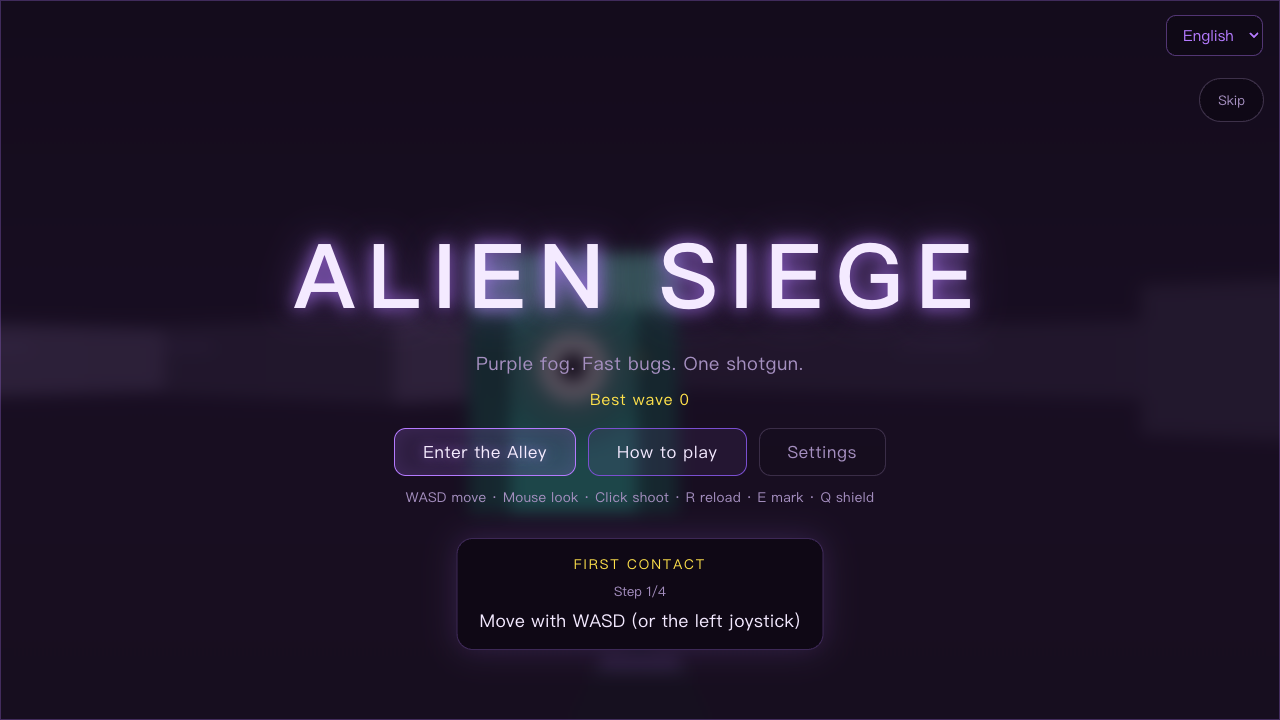 English
Skip
ALIEN SIEGE
Purple fog. Fast bugs. One shotgun.
Best wave 0
Enter the Alley
How to play
Settings
WASD move · Mouse look · Click shoot · R reload · E mark · Q shield
FIRST CONTACT
Step 1/4
Move with WASD (or the left joystick)